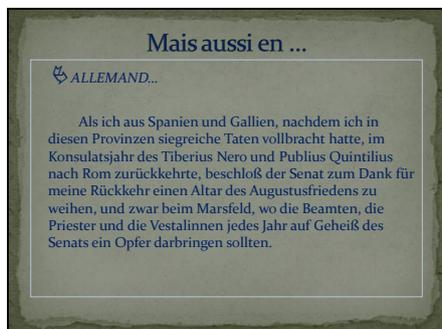 Mais aussi en ...
ALLEMAND...
Als ich aus Spanien und Gallien, nachdem ich in
diesen Provinzen siegreiche Taten vollbracht hatte, im
Konsulatsjahr des Tiberius Nero und Publius Quintilius
nach Rom zurückkehrte, beschloß der Senat zum Dank für
meine Rückkehr einen Altar des Augustusfriedens zu
weihen, und zwar beim Marsfeld, wo die Beamten, die
Priester und die Vestalinnen jedes Jahr auf Geheiß des
Senats ein Opfer darbringen sollten.